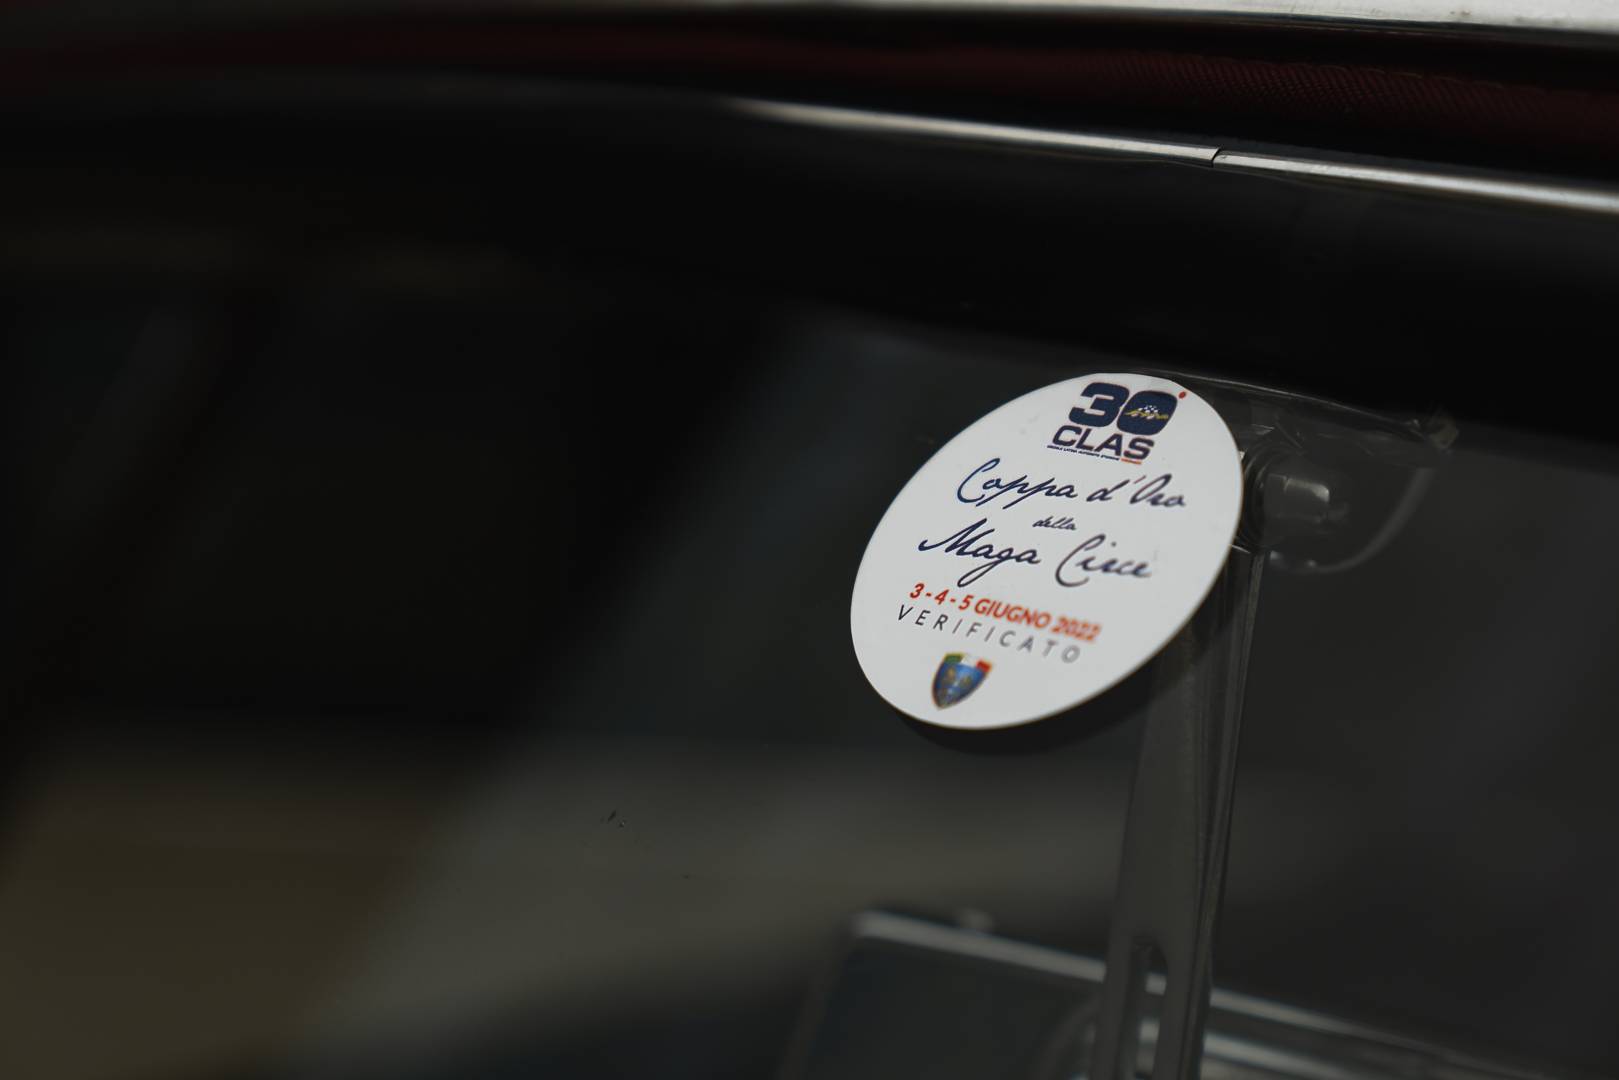 30°
CLAS
Coppa d'Oro
della
Maga Circe
3-4-5 GIUGNO 2022
VERIFICATO